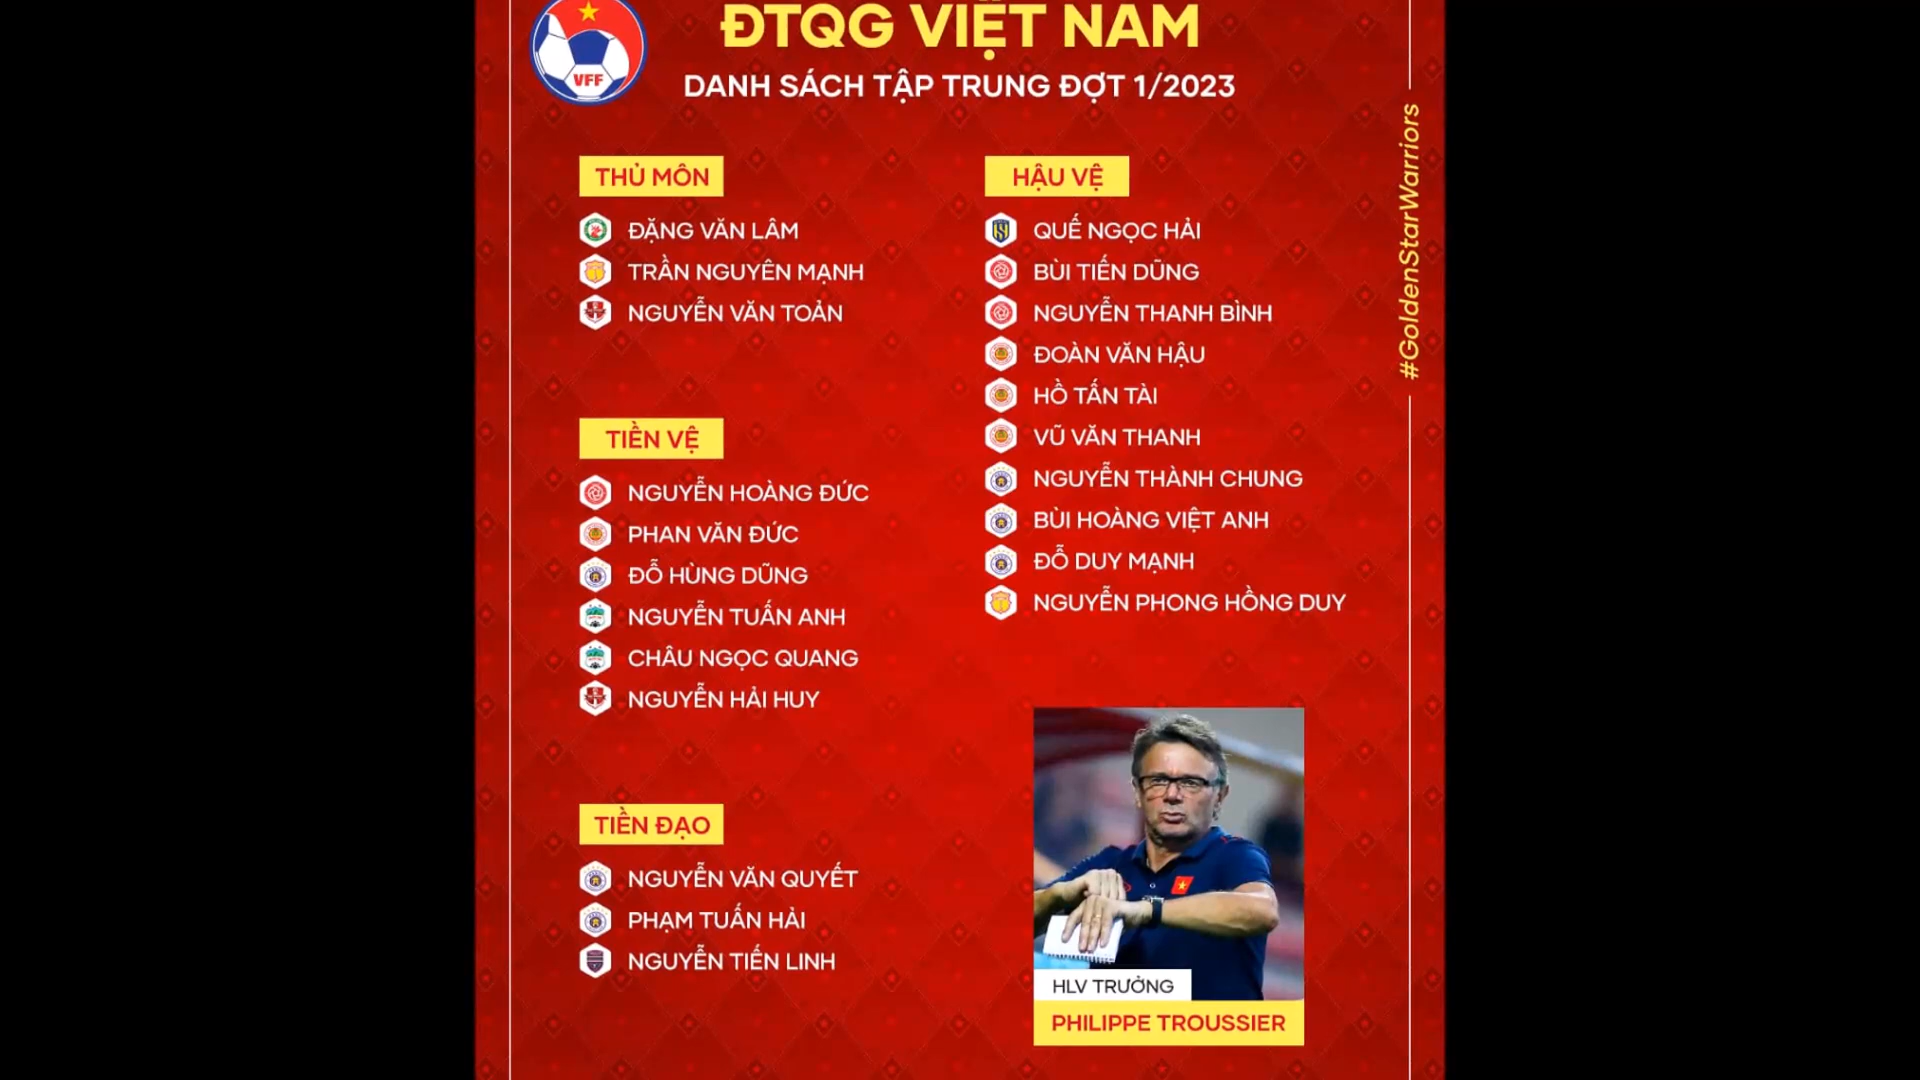 ĐTQG VIỆT NAM
DANH SÁCH TẬP TRUNG ĐỢT 1/2023
VFF
THỦ MÔN
ĐẶNG VĂN LÂM
TRẦN NGUYÊN MẠNH
NGUYỄN VĂN TOẢN
TIỀN VỆ
NGUYỄN HOÀNG ĐỨC
PHAN VĂN ĐỨC
ĐỖ HÙNG DŨNG
NGUYỄN TUẤN ANH
CHÂU NGỌC QUANG
NGUYỄN HẢI HUY
TIỀN ĐẠO
NGUYỄN VĂN QUYẾT
PHẠM TUẤN HẢI
NGUYỄN TIẾN LINH
HẬU VỆ
QUẾ NGỌC HẢI
BÙI TIẾN DŨNG
NGUYỄN THANH BÌNH
ĐOÀN VĂN HẬU
HỒ TẤN TÀI
VŨ VĂN THANH
NGUYỄN THÀNH CHUNG
BÙI HOÀNG VIỆT ANH
ĐỖ DUY MẠNH
NGUYỄN PHONG HỒNG DUY
HLV TRƯỞNG
PHILIPPE TROUSSIER
#GoldenStarWarriors